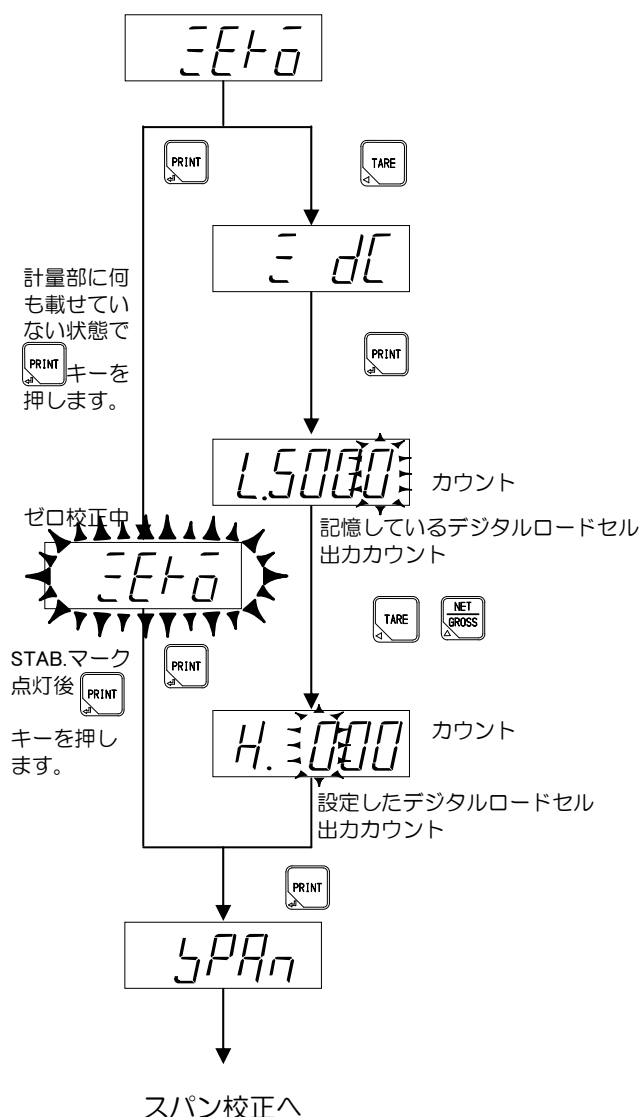 ZEro
PRINT
TARE
Z dC
計量部に何
も載せてい
ない状態で
PRINT キーを
押します。
PRINT
L.5000
カウント
記憶しているデジタルロードセル
出力カウント
ゼロ校正中
ZEro
TARE
NET
GROSS
STAB.マーク
点灯後 PRINT
キーを押し
ます。
PRINT
H. 000
カウント
設定したデジタルロードセル
出力カウント
PRINT
SPAn
スパン校正へ